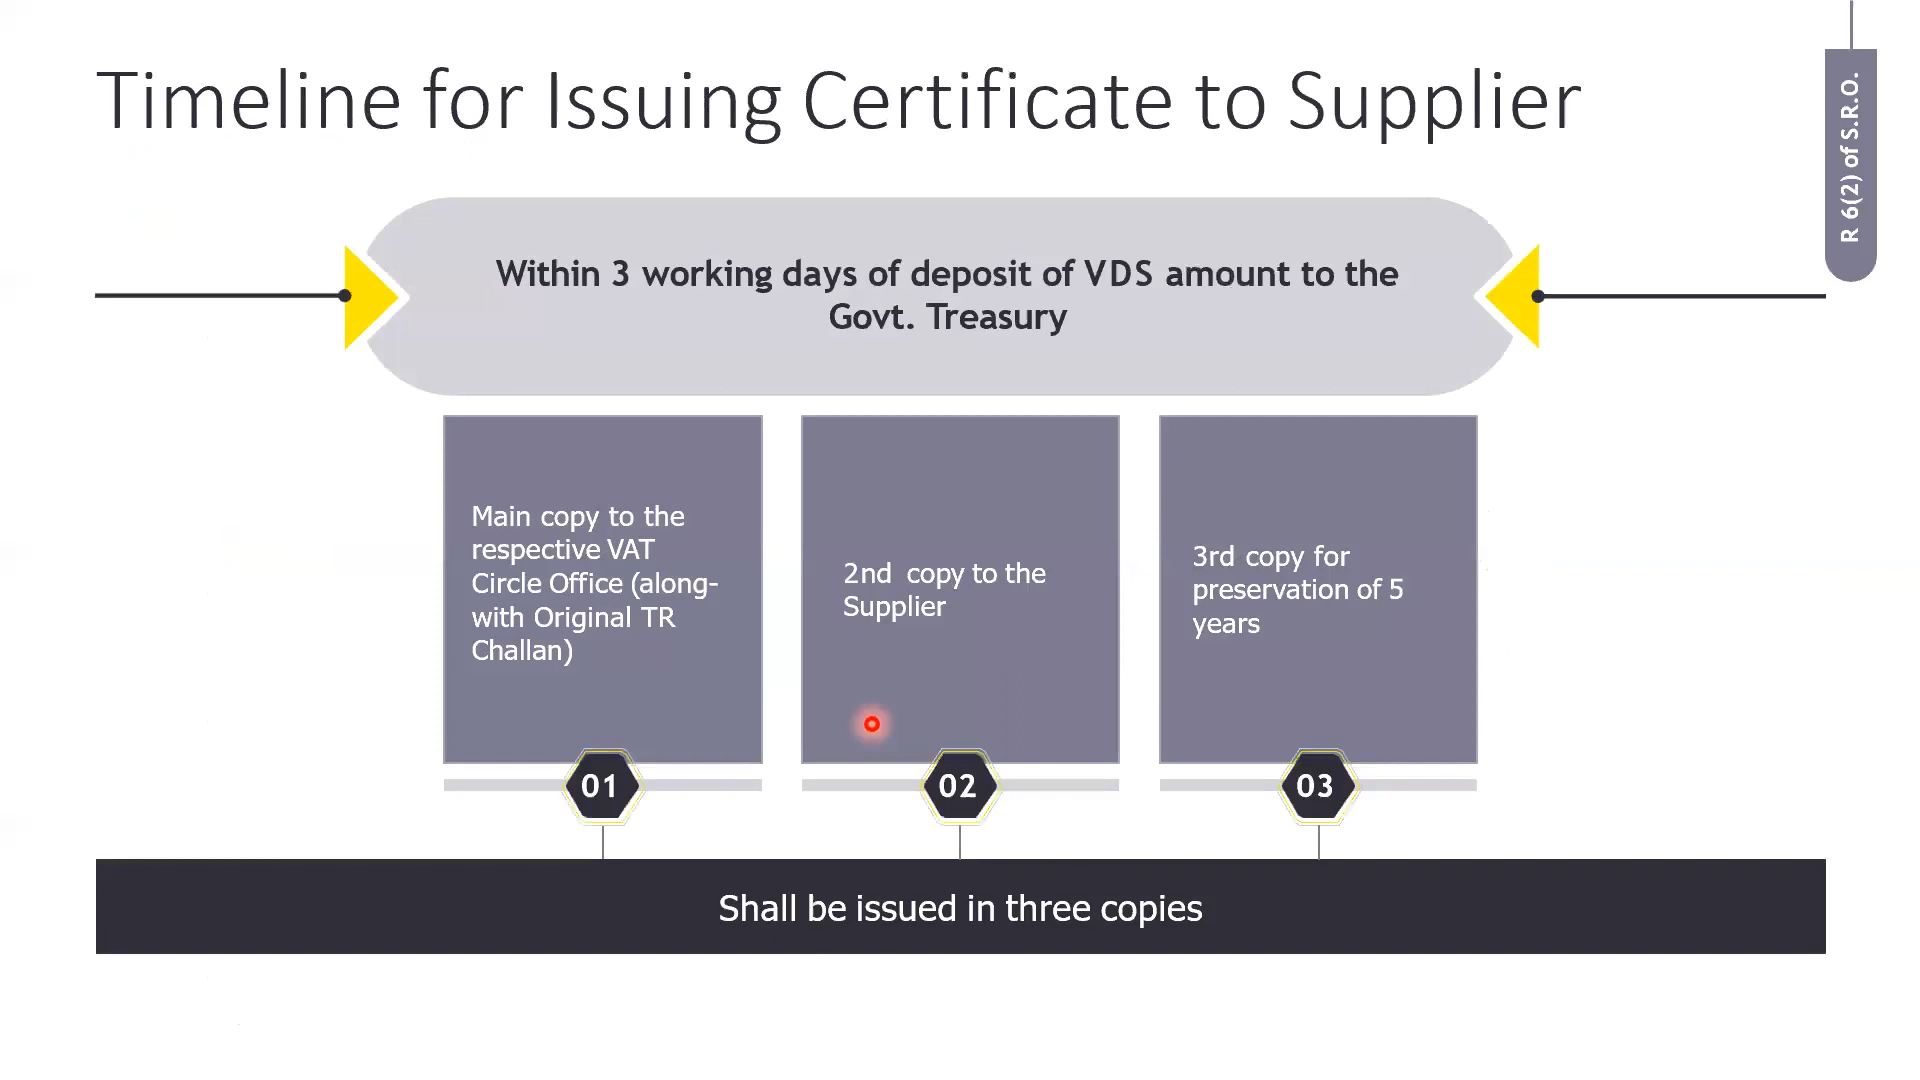 Timeline for Issuing Certificate to Supplier
R 6(2) of S.R.O.
Within 3 working days of deposit of VDS amount to the
Govt. Treasury
Main copy to the
respective VAT
Circle Office (along-
with Original TR
Challan)
2nd copy to the
Supplier
3rd copy for
preservation of 5
years
01
02
03
Shall be issued in three copies